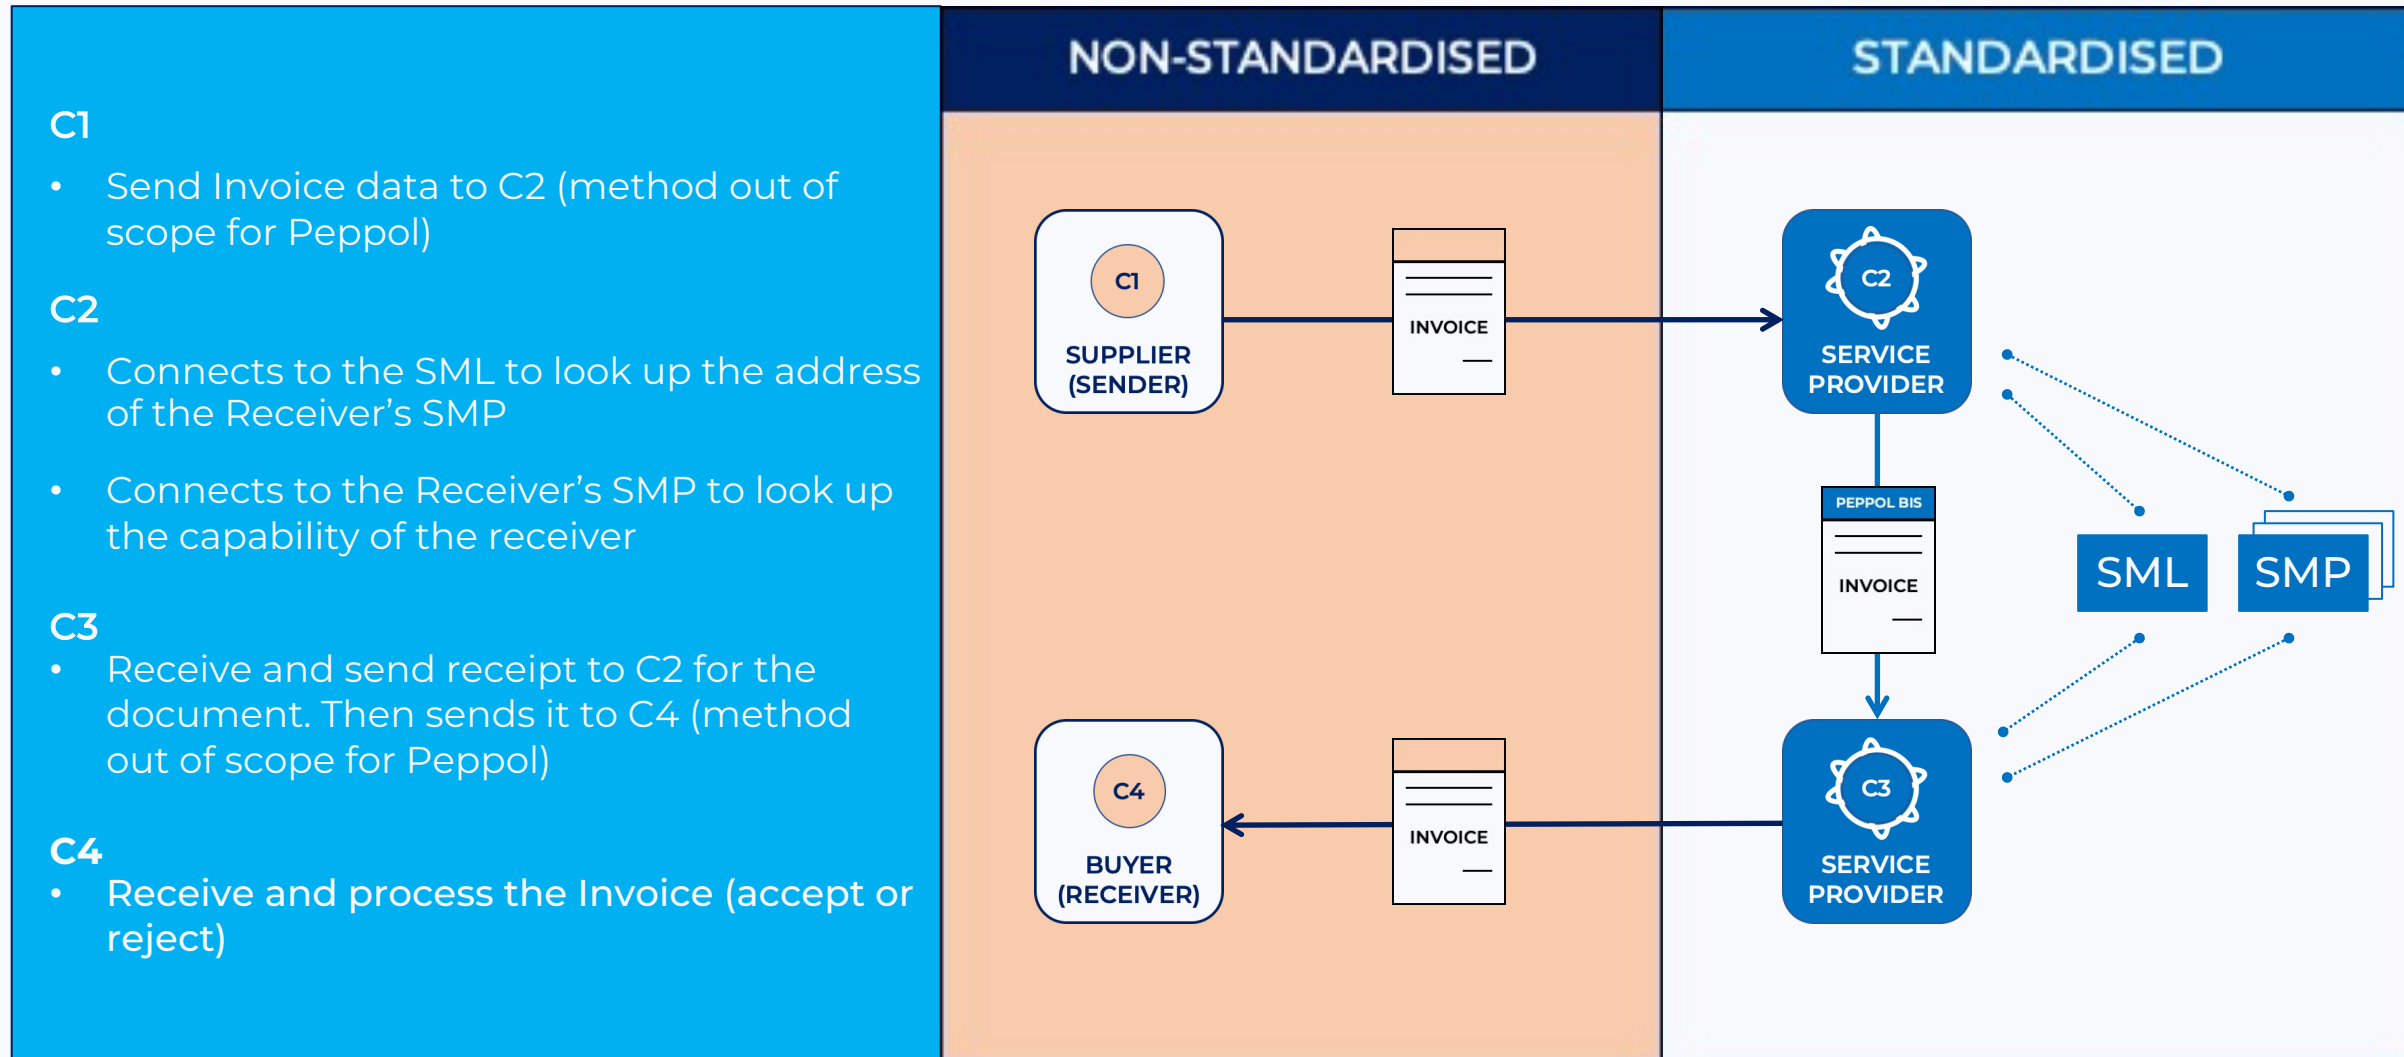 C1
• Send Invoice data to C2 (method out of
scope for Peppol)
C2
• Connects to the SML to look up the address
of the Receiver’s SMP
• Connects to the Receiver’s SMP to look up
the capability of the receiver
C3
• Receive and send receipt to C2 for the
document. Then sends it to C4 (method
out of scope for Peppol)
C4
• Receive and process the Invoice (accept or
reject)
NON-STANDARDISED
STANDARDISED
C1
SUPPLIER
(SENDER)
INVOICE
C2
SERVICE
PROVIDER
PEPPOL BIS
INVOICE
SML
SMP
C4
BUYER
(RECEIVER)
INVOICE
C3
SERVICE
PROVIDER